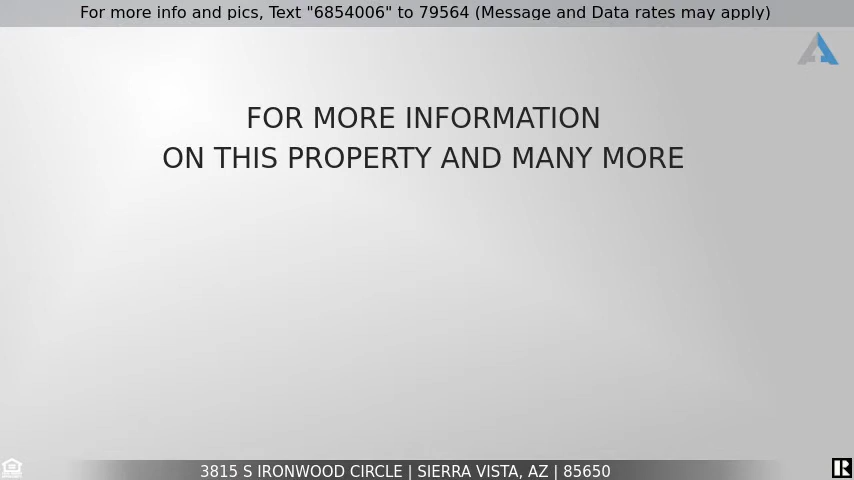 For more info and pics, Text "6854006" to 79564 (Message and Data rates may apply)
FOR MORE INFORMATION
ON THIS PROPERTY AND MANY MORE
3815 S IRONWOOD CIRCLE | SIERRA VISTA, AZ | 85650